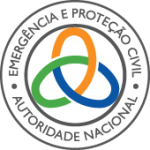 EMERGÊNCIA E PROTEÇÃO CIVIL
AUTORIDADE NACIONAL